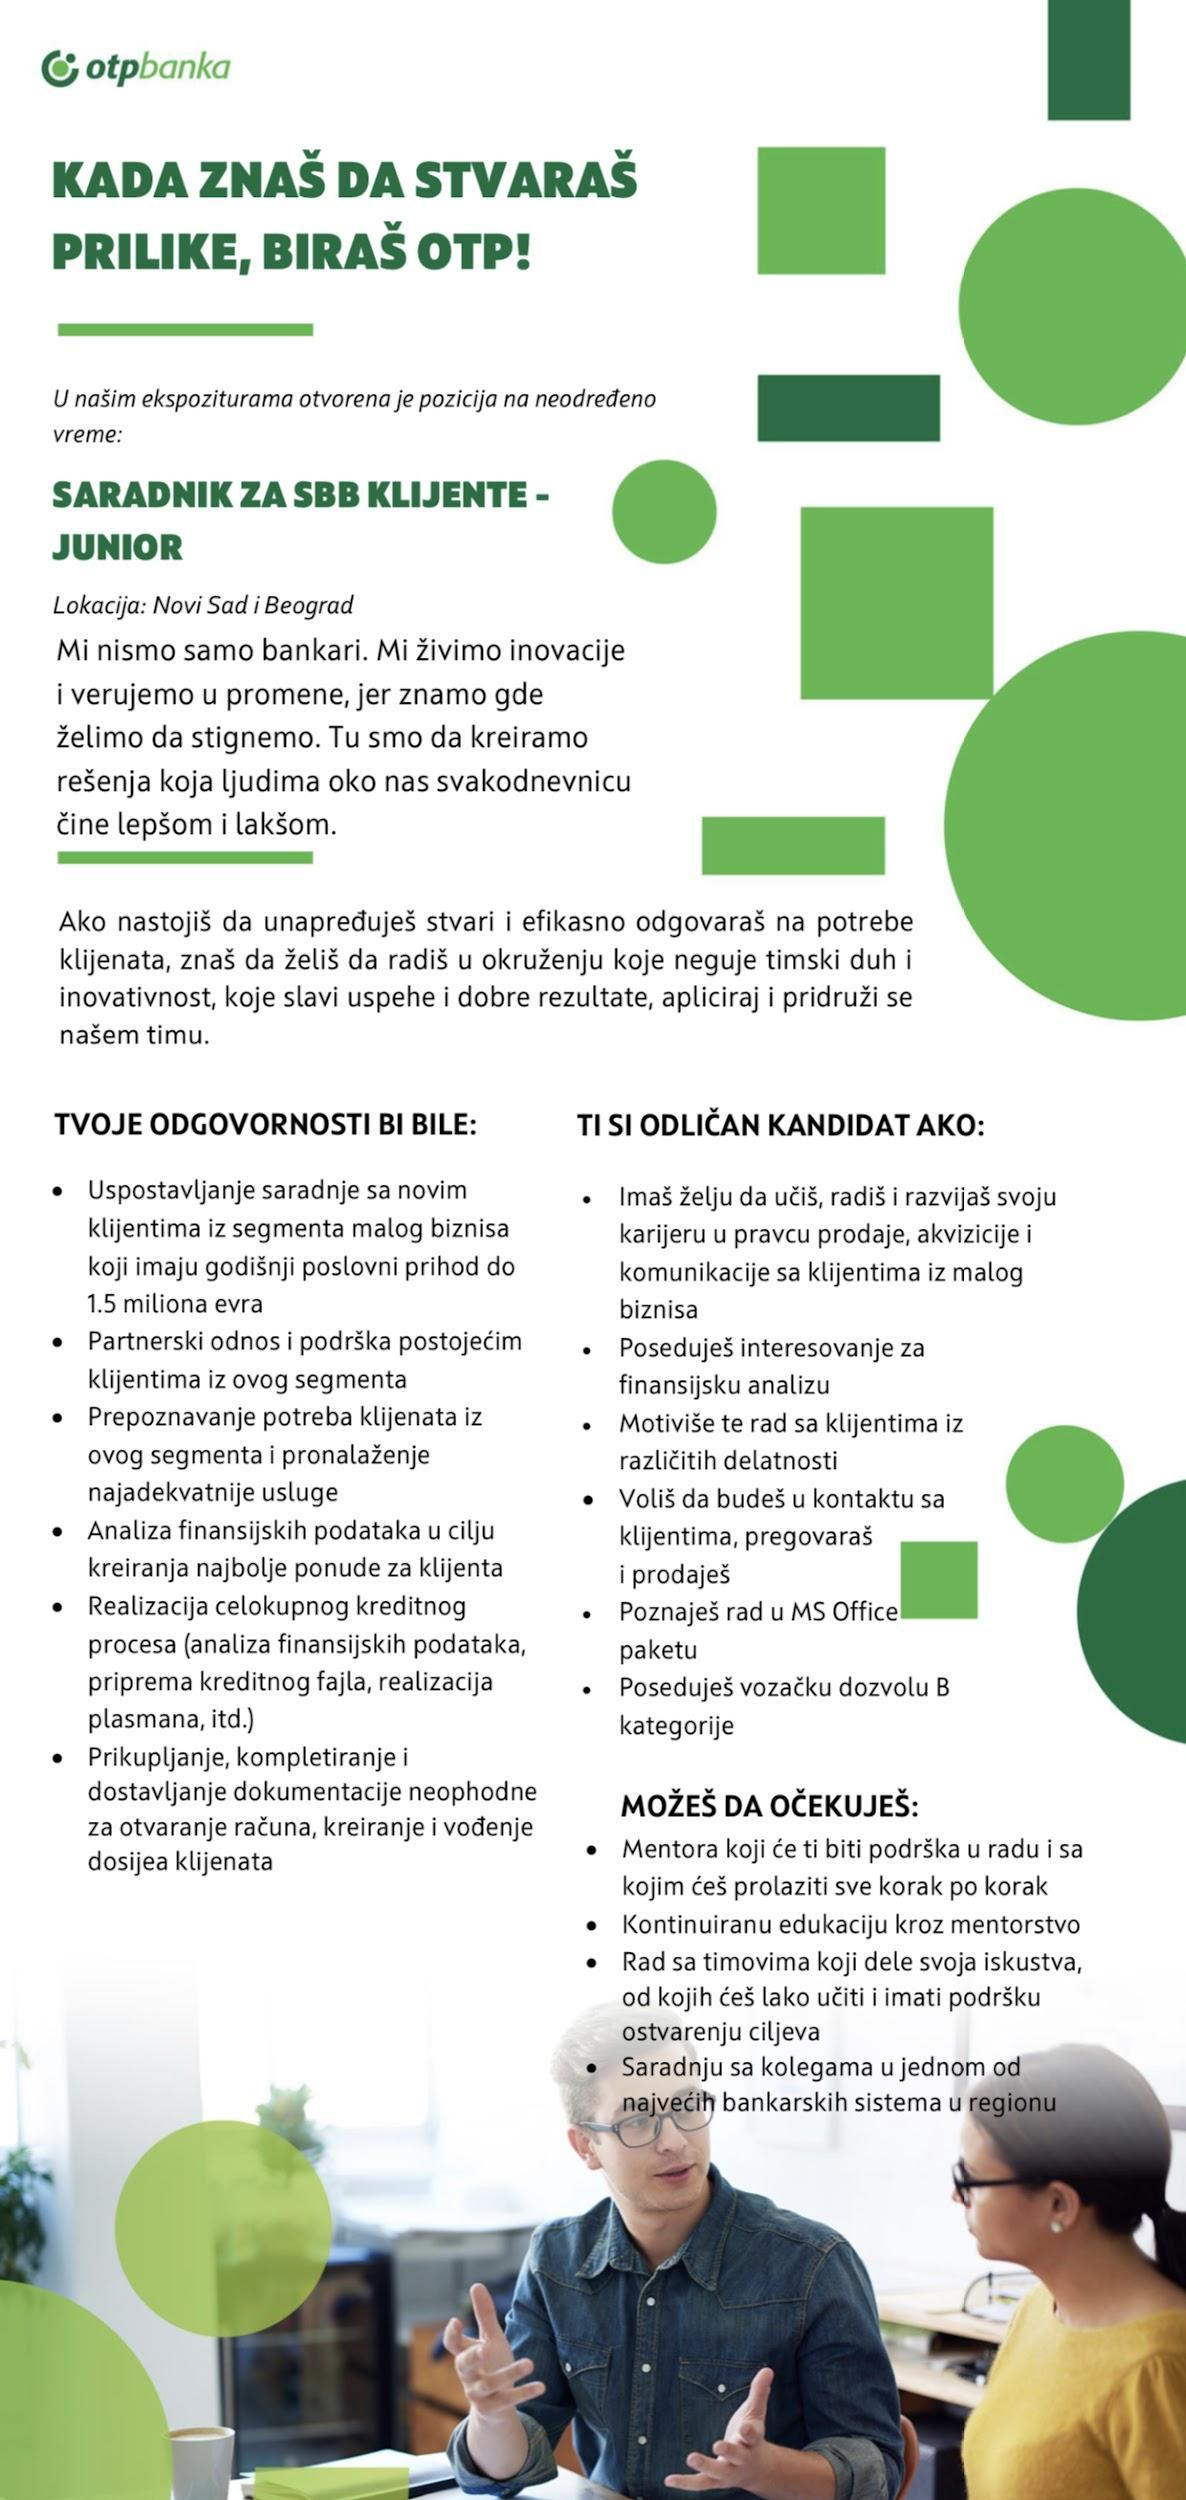 otpbanka
KADA ZNAŠ DA STVARAŠ
PRILIKE, BIRAŠ OTP!
U našim ekspoziturama otvorena je pozicija na neodređeno
vreme:
SARADNIK ZA SBB KLIJENTE -
JUNIOR
Lokacija: Novi Sad i Beograd
Mi nismo samo bankari. Mi živimo inovacije
i verujemo u promene, jer znamo gde
želimo da stignemo. Tu smo da kreiramo
rešenja koja ljudima oko nas svakodnevnicu
čine lepšom i lakšom.
Ako nastojiš da unapređuješ stvari i efikasno odgovaraš na potrebe
klijenata, znaš da želiš da radiš u okruženju koje neguje timski duh i
inovativnost, koje slavi uspehe i dobre rezultate, apliciraj i pridruži se
našem timu.
TVOJE ODGOVORNOSTI BI BILE:
• Uspostavljanje saradnje sa novim
klijentima iz segmenta malog biznisa
koji imaju godišnji poslovni prihod do
1.5 miliona evra
• Partnerski odnos i podrška postojećim
klijentima iz ovog segmenta
• Prepoznavanje potreba klijenata iz
ovog segmenta i pronalaženje
najadekvatnije usluge
• Analiza finansijskih podataka u cilju
kreiranja najbolje ponude za klijenta
• Realizacija celokupnog kreditnog
procesa (analiza finansijskih podataka,
priprema kreditnog fajla, realizacija
plasmana, itd.)
• Prikupljanje, kompletiranje i
dostavljanje dokumentacije neophodne
za otvaranje računa, kreiranje i vođenje
dosijea klijenata
TI SI ODLIČAN KANDIDAT AKO:
• Imaš želju da učiš, radiš i razvijaš svoju
karijeru u pravcu prodaje, akvizicije i
komunikacije sa klijentima iz malog
biznisa
• Poseduješ interesovanje za
finansijsku analizu
• Motiviše te rad sa klijentima iz
različitih delatnosti
• Voliš da budeš u kontaktu sa
klijentima, pregovaraš
i prodaješ
• Poznaješ rad u MS Office
paketu
• Poseduješ vozačku dozvolu B
kategorije
MOŽEŠ DA OČEKUJEŠ:
• Mentora koji će ti biti podrška u radu i sa
kojim ćeš prolaziti sve korak po korak
• Kontinuiranu edukaciju kroz mentorstvo
• Rad sa timovima koji dele svoja iskustva,
od kojih ćeš lako učiti i imati podršku
ostvarenju ciljeva
• Saradnju sa kolegama u jednom od
najvećih bankarskih sistema u regionu